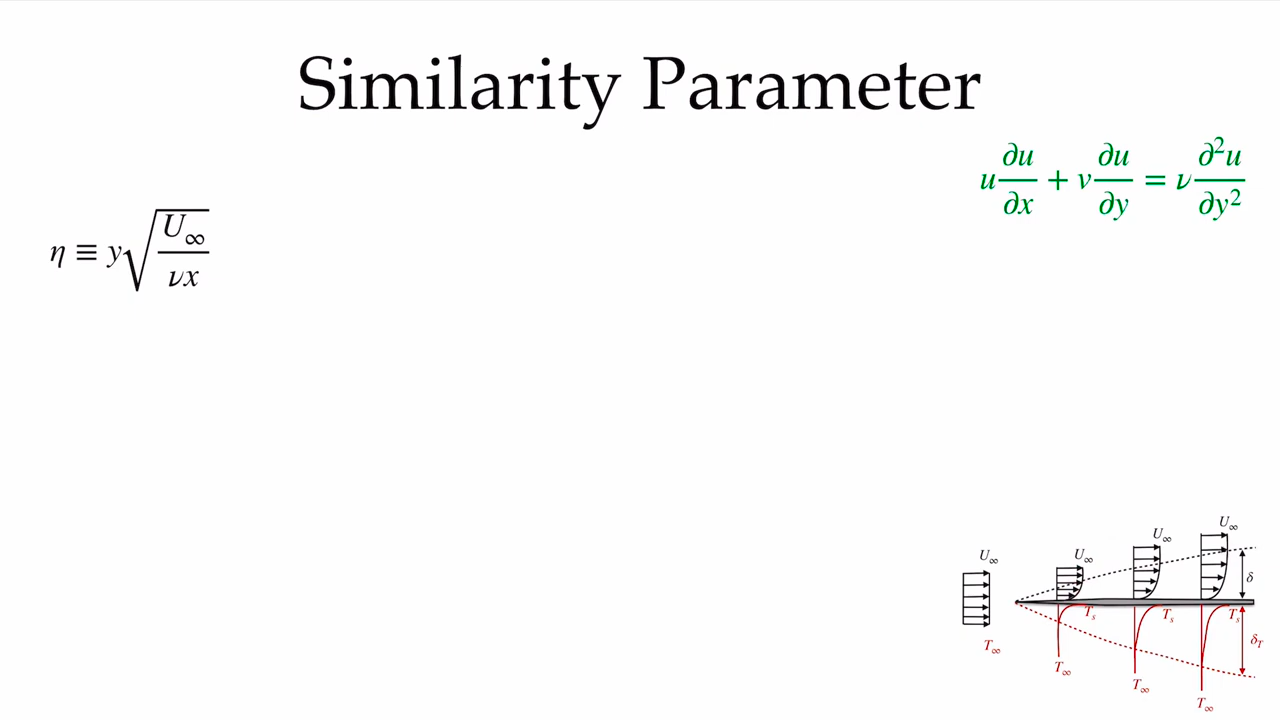 Similarity Parameter
u ∂u/∂x + v ∂u/∂y = ν ∂²u/∂y²
η ≡ y√(U∞/νx)
U∞
U∞
U∞
U∞
δ
Ts
Ts
Ts
T∞
δT
T∞
T∞
T∞